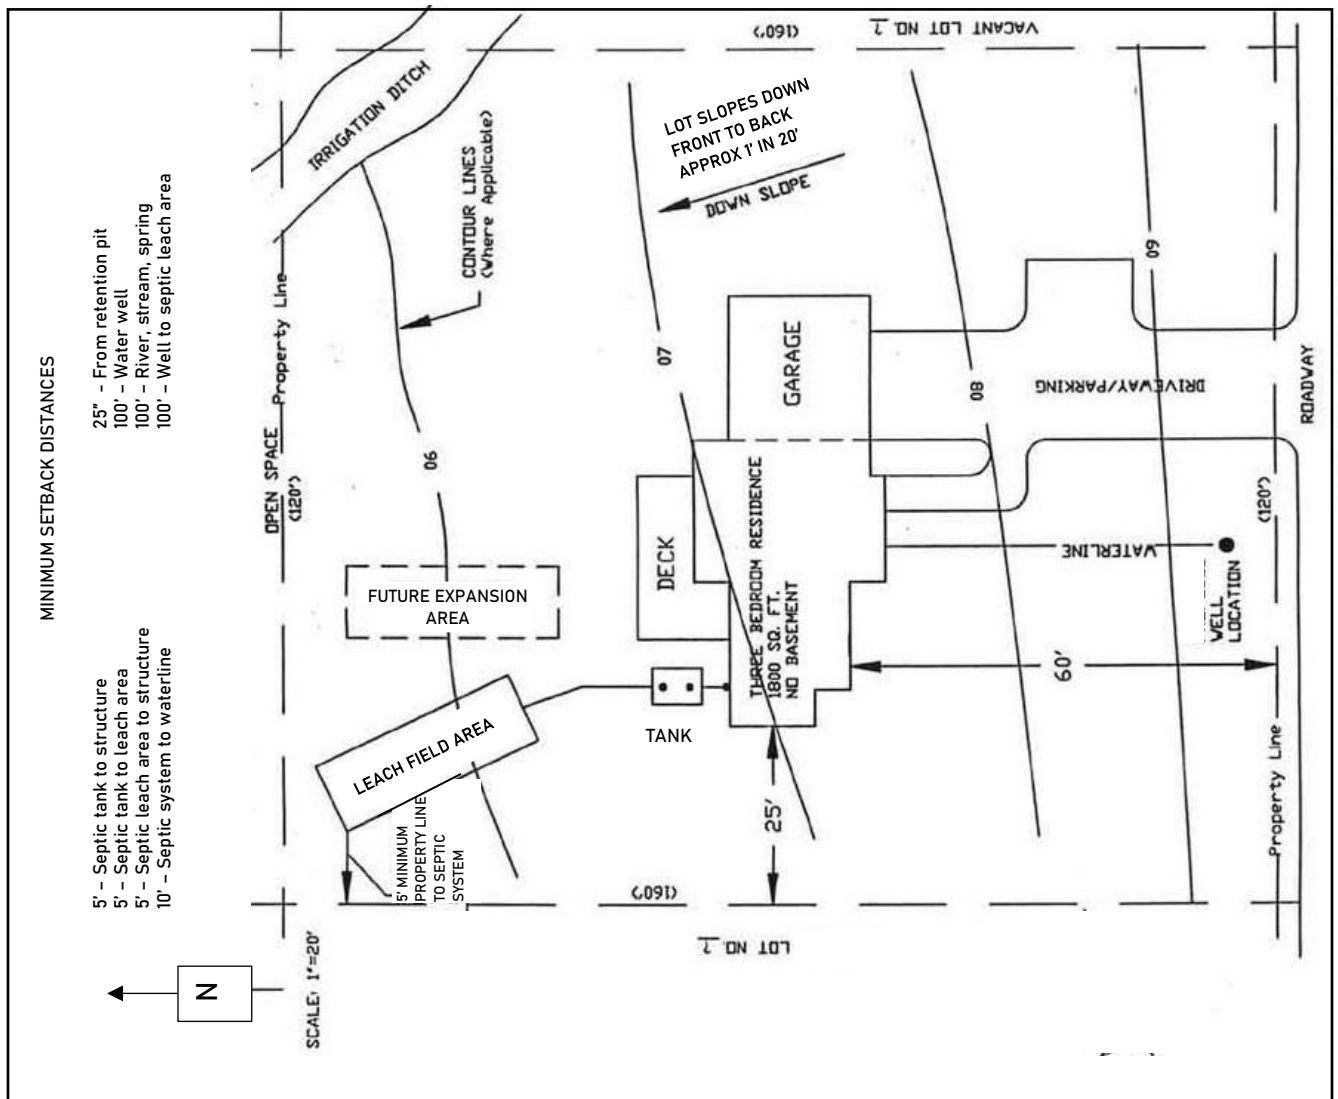 MINIMUM SETBACK DISTANCES
5' – Septic tank to structure
5' – Septic tank to leach area
5' – Septic leach area to structure
10' – Septic system to waterline
25" – From retention pit
100' – Water well
100' – River, stream, spring
100' – Well to septic leach area
N
SCALE: 1"=20'
OPEN SPACE Property Line
(120')
IRRIGATION DITCH
CONTOUR LINES
(Where Applicable)
06
FUTURE EXPANSION
AREA
LEACH FIELD AREA
5' MINIMUM
PROPERTY LINE
TO SEPTIC
SYSTEM
(160')
VACANT LOT NO. ?
LOT SLOPES DOWN
FRONT TO BACK
APPROX 1' IN 20'
DOWN SLOPE
07
GARAGE
DECK
THREE BEDROOM RESIDENCE
1800 SQ. FT.
NO BASEMENT
TANK
25'
(160')
LOT NO. ?
08
09
DRIVEWAY/PARKING
WATERLINE
WELL
LOCATION
60'
(120')
Property Line
ROADWAY